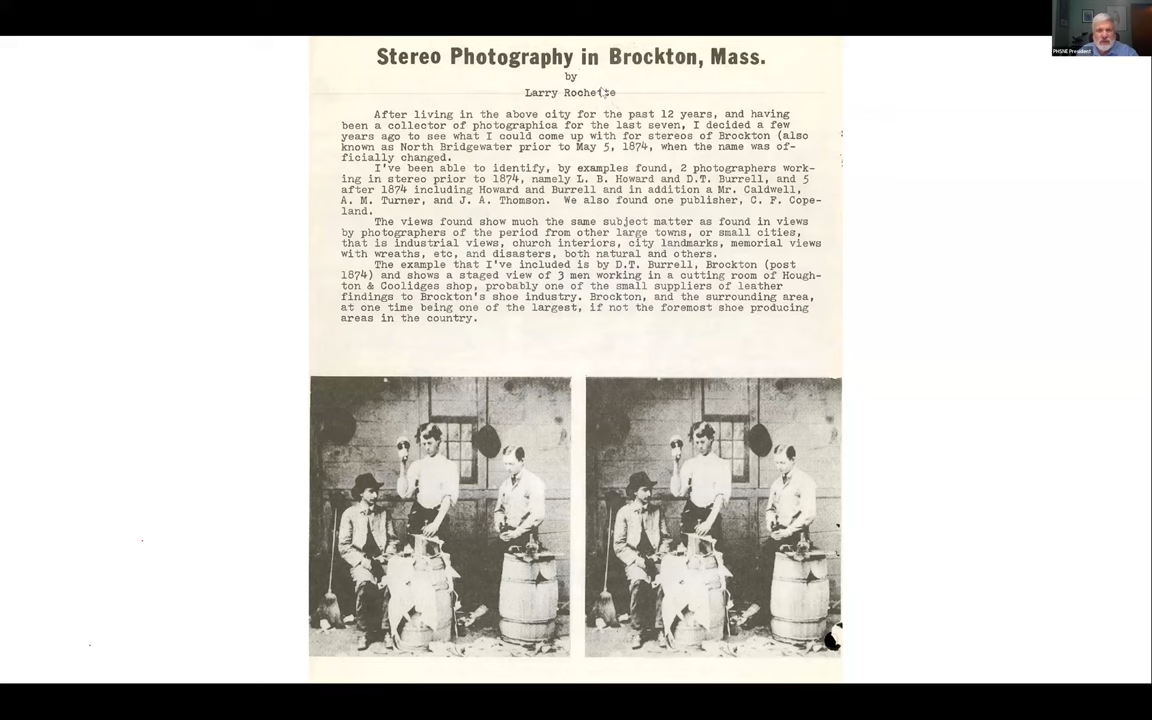 Stereo Photography in Brockton, Mass.
by
Larry Rochette
After living in the above city for the past 12 years, and having
been a collector of photographica for the last seven, I decided a few
years ago to see what I could come up with for stereos of Brockton (also
known as North Bridgewater prior to May 5, 1874, when the name was of-
ficially changed.
I've been able to identify, by examples found, 2 photographers work-
ing in stereo prior to 1874, namely L. B. Howard and D.T. Burrell, and 5
after 1874 including Howard and Burrell and in addition a Mr. Caldwell,
A. M. Turner, and J. A. Thomson.  We also found one publisher, C. F. Cope-
land.
The views found show much the same subject matter as found in views
by photographers of the period from other large towns, or small cities,
that is industrial views, church interiors, city landmarks, memorial views
with wreaths, etc, and disasters, both natural and others.
The example that I've included is by D.T. Burrell, Brockton (post
1874) and shows a staged view of 3 men working in a cutting room of Hough-
ton & Coolidges shop, probably one of the small suppliers of leather
findings to Brockton's shoe industry. Brockton, and the surrounding area,
at one time being one of the largest, if not the foremost shoe producing
areas in the country.
PHSNE President